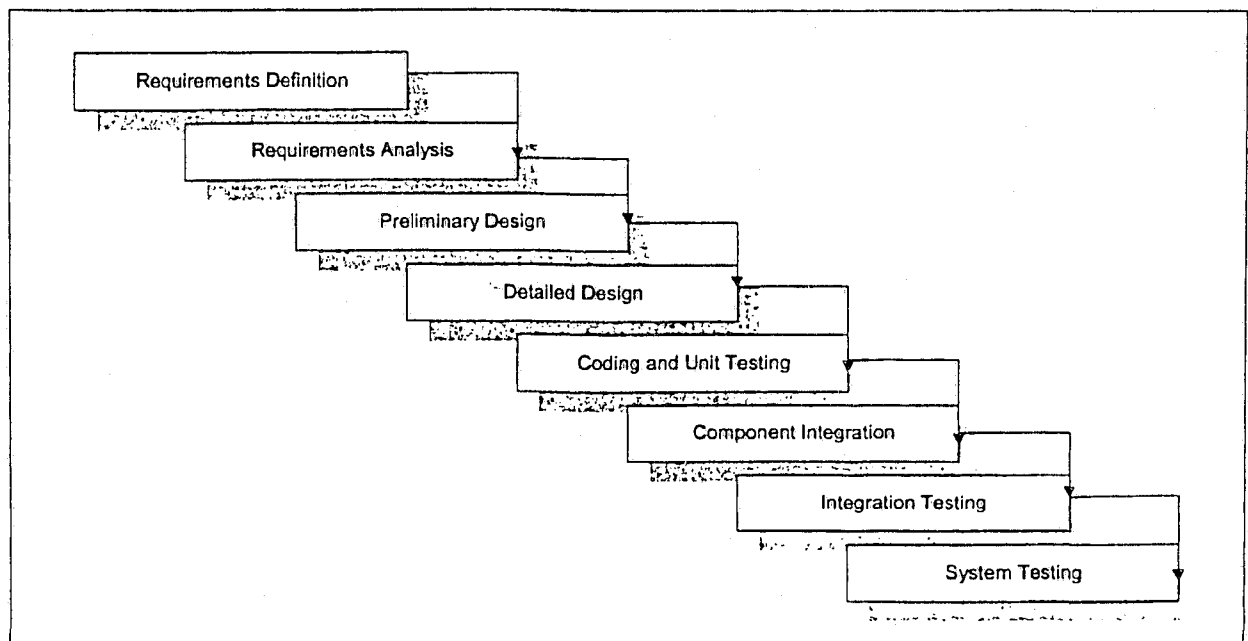 Requirements Definition
Requirements Analysis
Preliminary Design
Detailed Design
Coding and Unit Testing
Component Integration
Integration Testing
System Testing